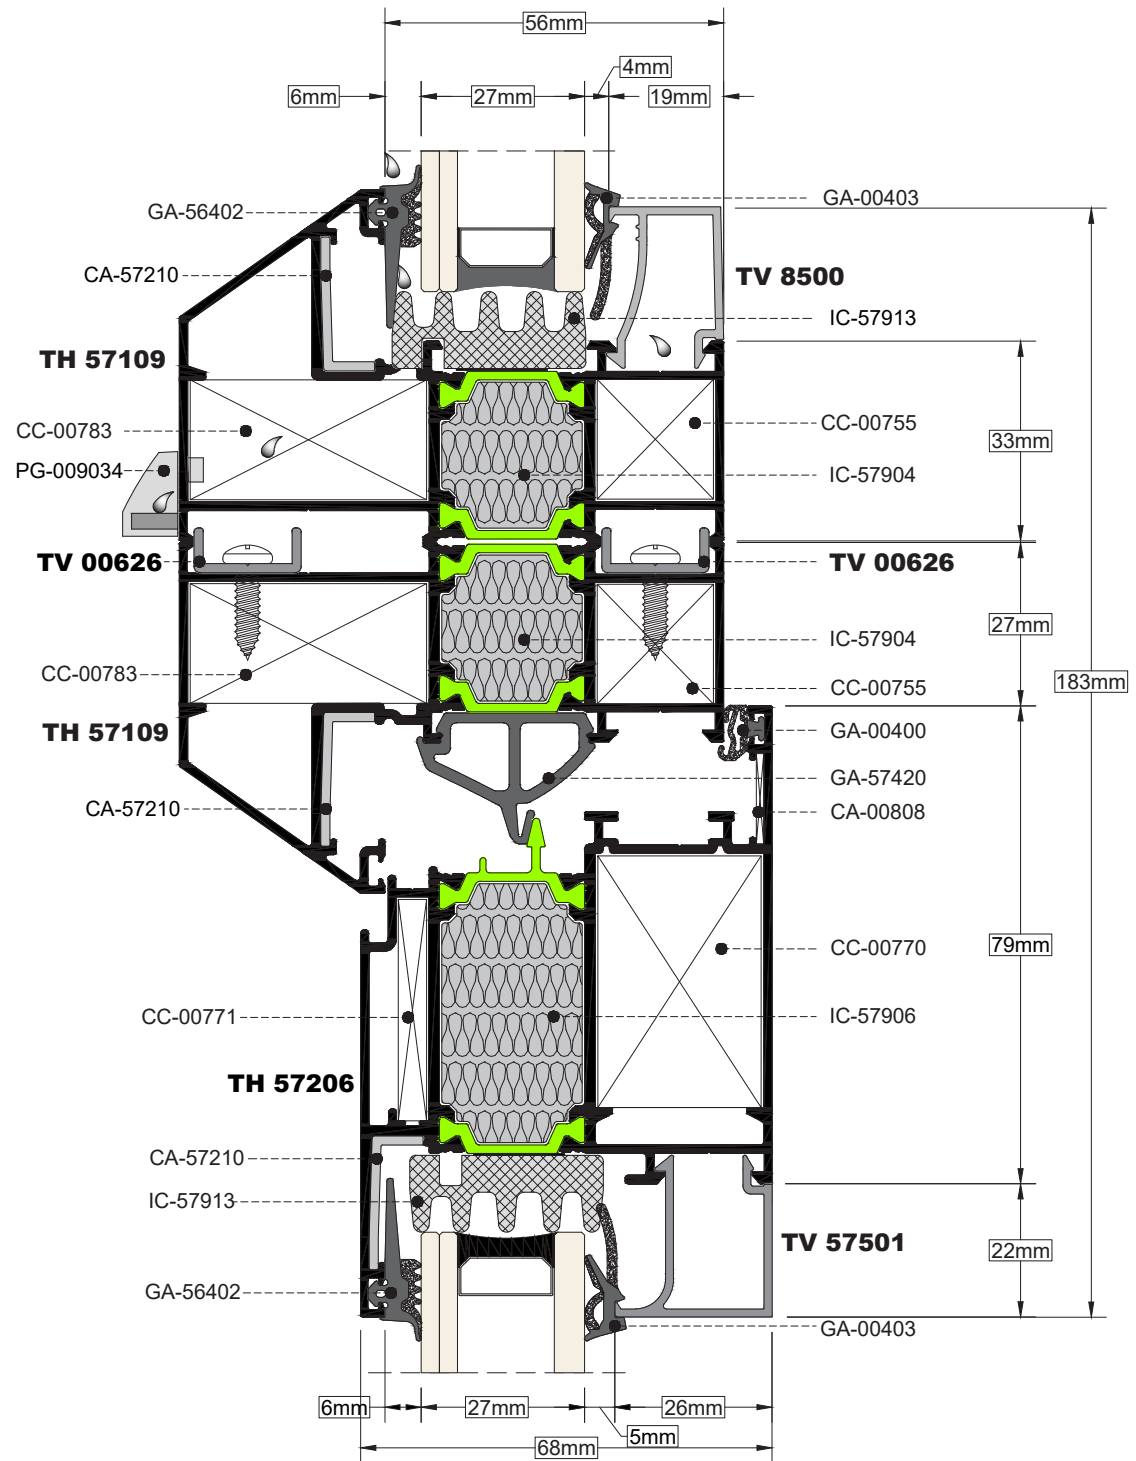 56mm
4mm
6mm
27mm
19mm
GA-56402
GA-00403
CA-57210
TV 8500
IC-57913
TH 57109
CC-00783
CC-00755
33mm
PG-009034
IC-57904
TV 00626
TV 00626
27mm
IC-57904
CC-00783
CC-00755
183mm
TH 57109
GA-00400
GA-57420
CA-57210
CA-00808
79mm
CC-00770
CC-00771
IC-57906
TH 57206
CA-57210
IC-57913
TV 57501
22mm
GA-56402
GA-00403
6mm
27mm
26mm
5mm
68mm